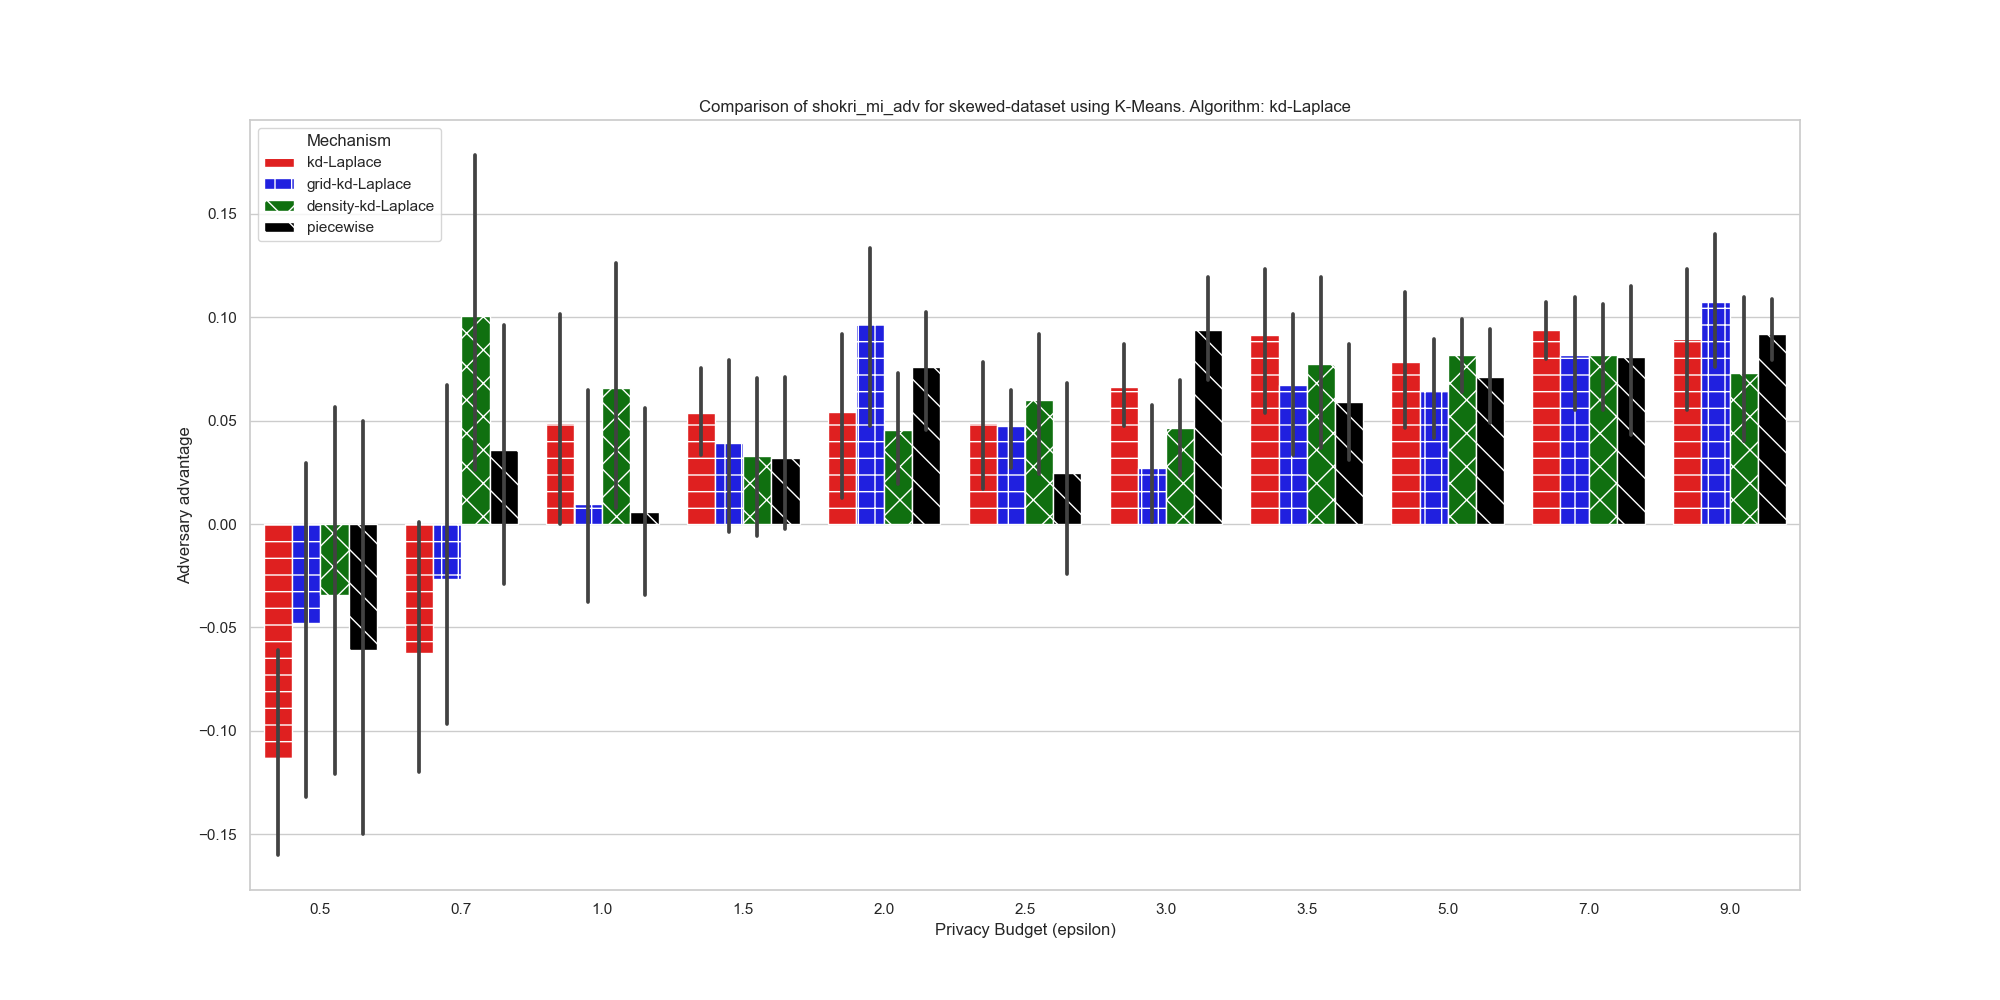 Comparison of shokri_mi_adv for skewed-dataset using K-Means. Algorithm: kd-Laplace
Mechanism
kd-Laplace
grid-kd-Laplace
density-kd-Laplace
piecewise
Adversary advantage
0.15
0.10
0.05
0.00
−0.05
−0.10
−0.15
0.5 0.7 1.0 1.5 2.0 2.5 3.0 3.5 5.0 7.0 9.0
Privacy Budget (epsilon)